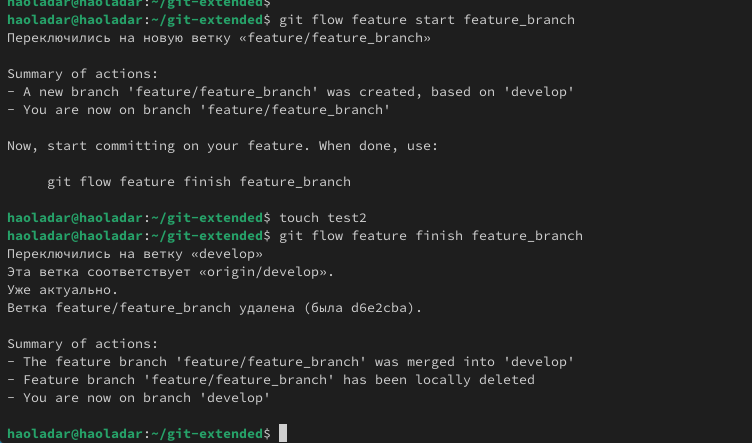 haoladar@haoladar:~/git-extended$
haoladar@haoladar:~/git-extended$ git flow feature start feature_branch
Переключились на новую ветку «feature/feature_branch»
Summary of actions:
- A new branch 'feature/feature_branch' was created, based on 'develop'
- You are now on branch 'feature/feature_branch'
Now, start committing on your feature. When done, use:
git flow feature finish feature_branch
haoladar@haoladar:~/git-extended$ touch test2
haoladar@haoladar:~/git-extended$ git flow feature finish feature_branch
Переключились на ветку «develop»
Эта ветка соответствует «origin/develop».
Уже актуально.
Ветка feature/feature_branch удалена (была d6e2cba).
Summary of actions:
- The feature branch 'feature/feature_branch' was merged into 'develop'
- Feature branch 'feature/feature_branch' has been locally deleted
- You are now on branch 'develop'
haoladar@haoladar:~/git-extended$